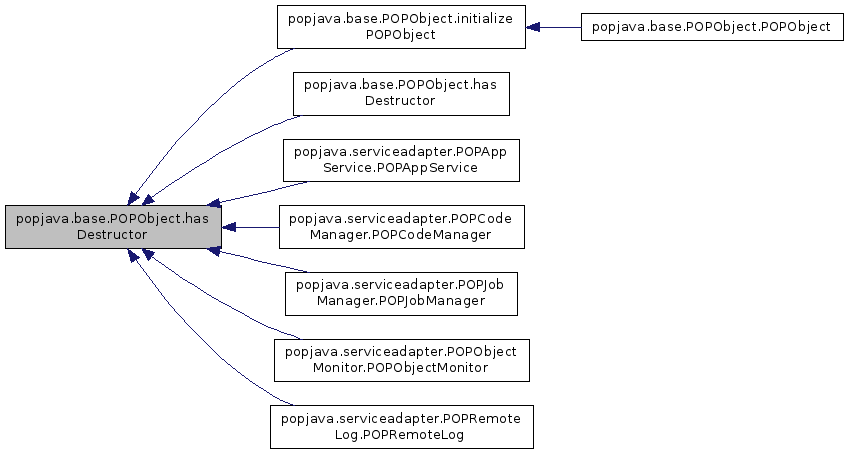 popjava.base.POPObject.initialize
POPObject
popjava.base.POPObject.POPObject
popjava.base.POPObject.has
Destructor
popjava.serviceadapter.POPApp
Service.POPAppService
popjava.base.POPObject.has
Destructor
popjava.serviceadapter.POPCode
Manager.POPCodeManager
popjava.serviceadapter.POPJob
Manager.POPJobManager
popjava.serviceadapter.POPObject
Monitor.POPObjectMonitor
popjava.serviceadapter.POPRemote
Log.POPRemoteLog